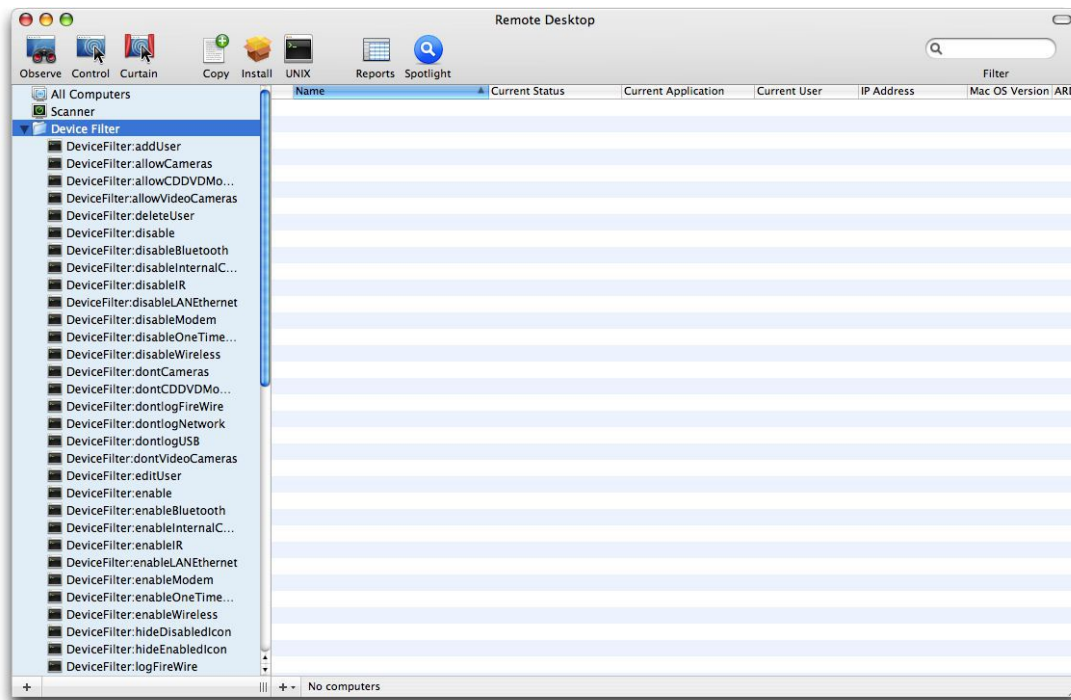 Remote Desktop
Observe Control Curtain Copy Install UNIX Reports Spotlight Filter
Name Current Status Current Application Current User IP Address Mac OS Version ARD
All Computers
Scanner
Device Filter
DeviceFilter:addUser
DeviceFilter:allowCameras
DeviceFilter:allowCDDVDMo...
DeviceFilter:allowVideoCameras
DeviceFilter:deleteUser
DeviceFilter:disable
DeviceFilter:disableBluetooth
DeviceFilter:disableInternalC...
DeviceFilter:disableIR
DeviceFilter:disableLANEthernet
DeviceFilter:disableModem
DeviceFilter:disableOneTime...
DeviceFilter:disableWireless
DeviceFilter:dontCameras
DeviceFilter:dontCDDVDMo...
DeviceFilter:dontlogFireWire
DeviceFilter:dontlogNetwork
DeviceFilter:dontlogUSB
DeviceFilter:dontVideoCameras
DeviceFilter:editUser
DeviceFilter:enable
DeviceFilter:enableBluetooth
DeviceFilter:enableInternalC...
DeviceFilter:enableIR
DeviceFilter:enableLANEthernet
DeviceFilter:enableModem
DeviceFilter:enableOneTime...
DeviceFilter:enableWireless
DeviceFilter:hideDisabledIcon
DeviceFilter:hideEnabledIcon
DeviceFilter:logFireWire
No computers